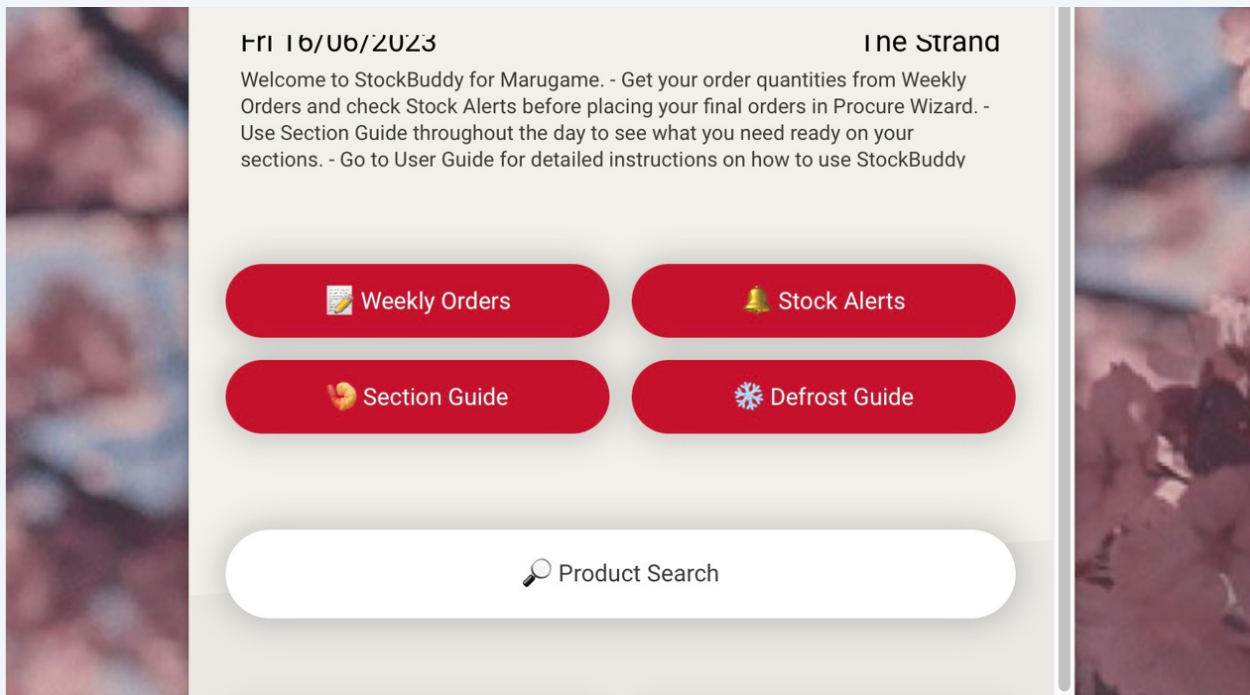 Fri 16/06/2023 The Strand
Welcome to StockBuddy for Marugame. - Get your order quantities from Weekly
Orders and check Stock Alerts before placing your final orders in Procure Wizard. -
Use Section Guide throughout the day to see what you need ready on your
sections. - Go to User Guide for detailed instructions on how to use StockBuddy
Weekly Orders
Stock Alerts
Section Guide
Defrost Guide
Product Search